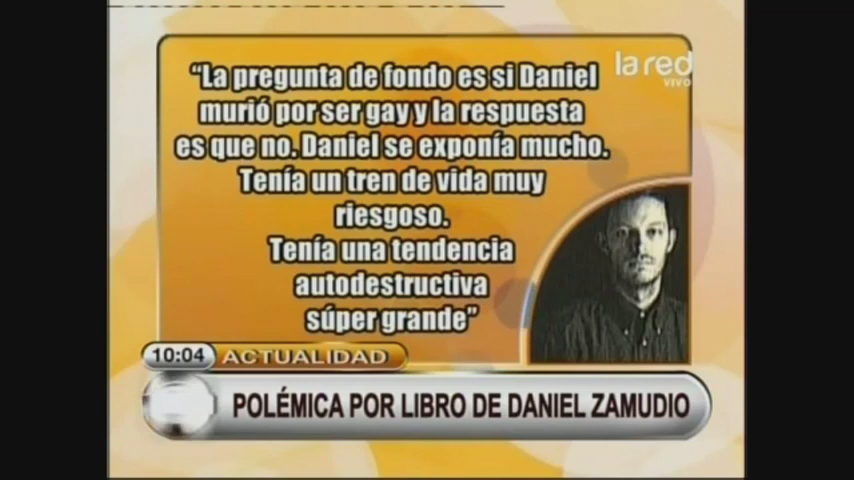 "La pregunta de fondo es si Daniel
murió por ser gay y la respuesta
es que no. Daniel se exponía mucho.
Tenía un tren de vida muy
riesgoso.
Tenía una tendencia
autodestructiva
súper grande"
la red
VIVO
10:04 ACTUALIDAD
POLÉMICA POR LIBRO DE DANIEL ZAMUDIO